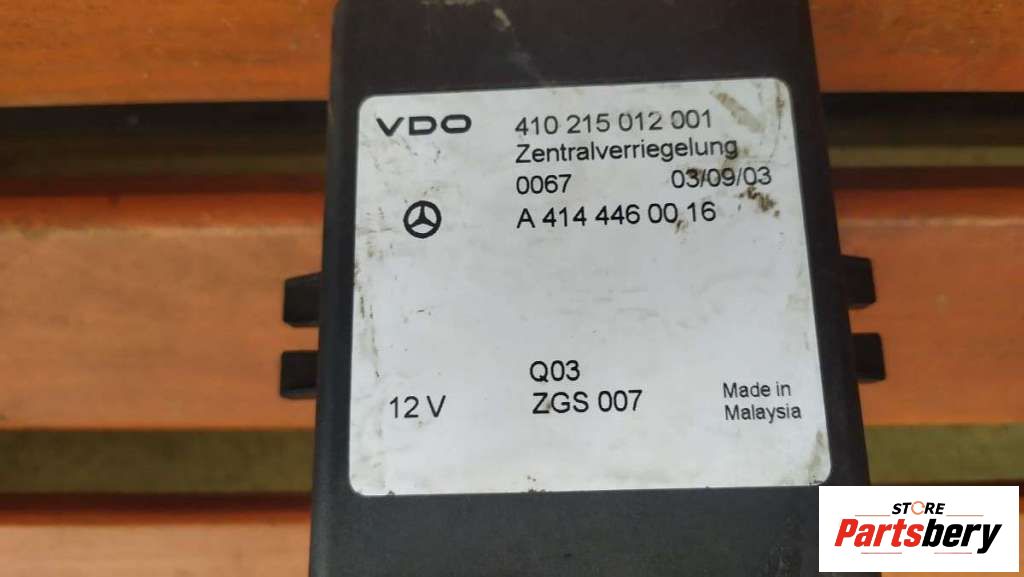 VDO 410 215 012 001
Zentralverriegelung
0067 03/09/03
A 414 446 00 16
Q03
12 V ZGS 007
Made in
Malaysia
STORE
Partsbery